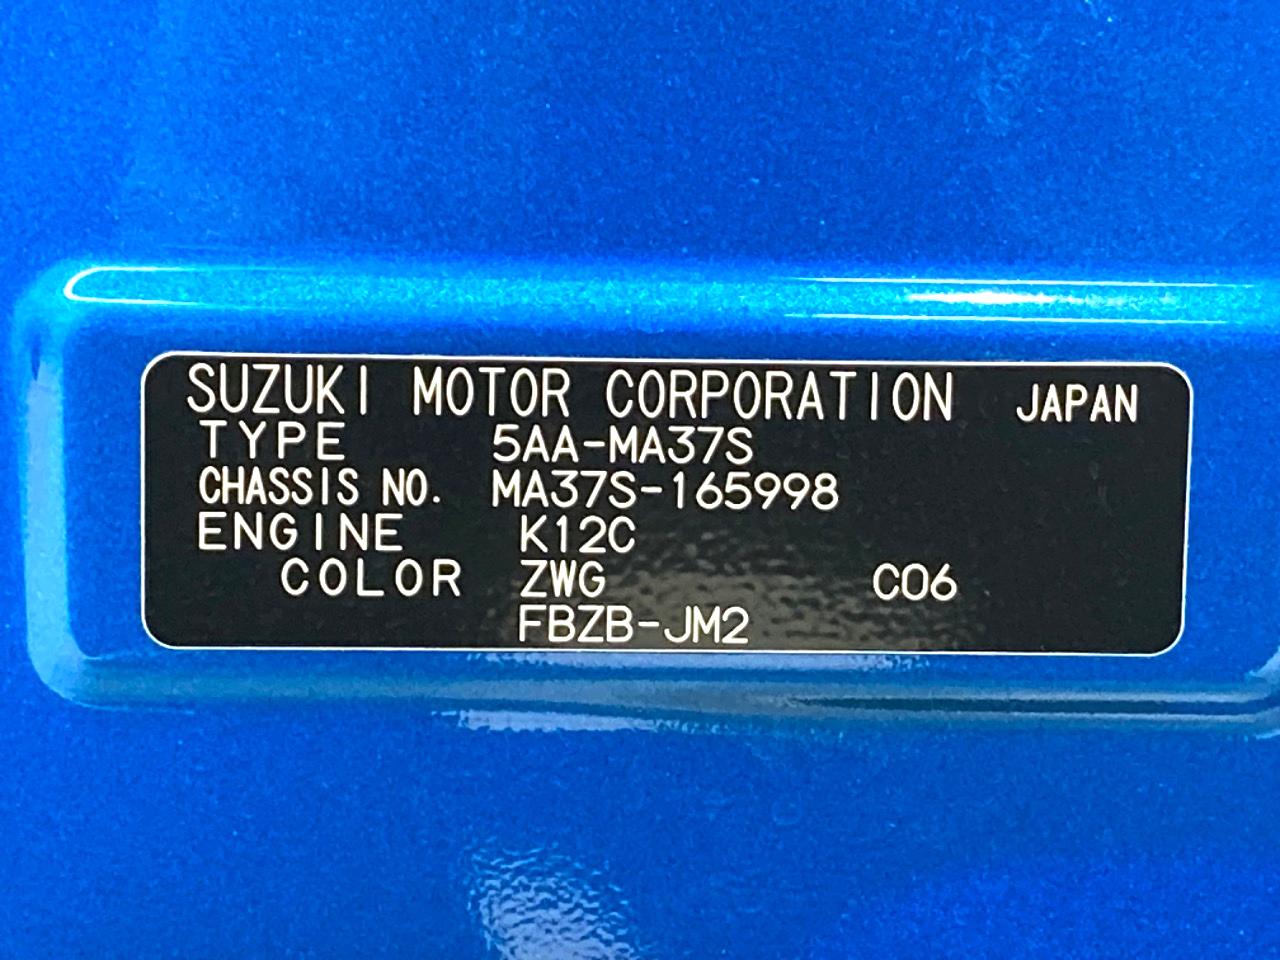 SUZUKI MOTOR CORPORATION JAPAN
TYPE 5AA-MA37S
CHASSIS NO. MA37S-165998
ENGINE K12C
COLOR ZWG C06
FBZB-JM2